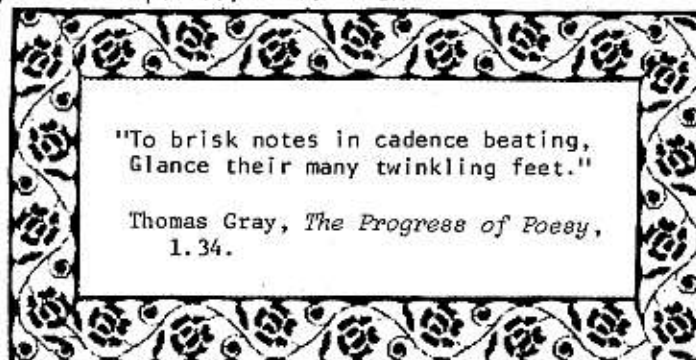 "To brisk notes in cadence beating,
Glance their many twinkling feet."
Thomas Gray, The Progress of Poesy,
1.34.